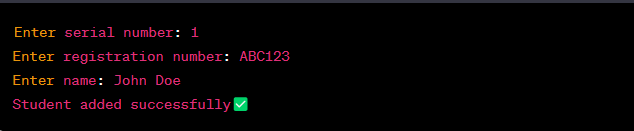 Enter serial number: 1
Enter registration number: ABC123
Enter name: John Doe
Student added successfully✅